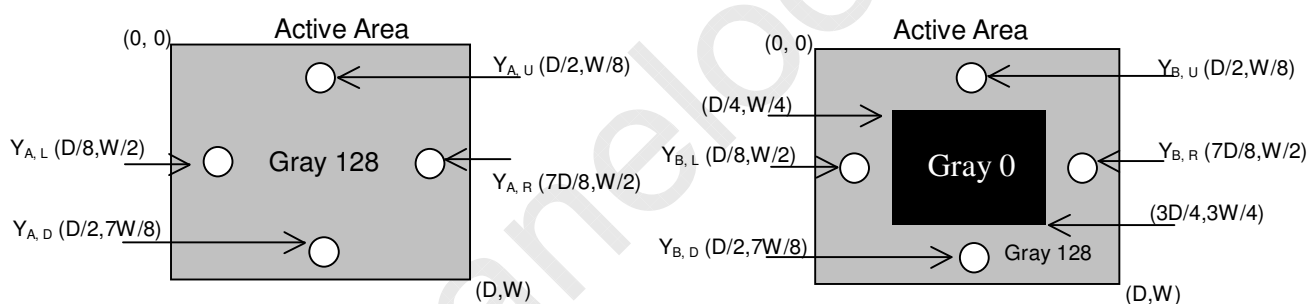 Active Area
(0, 0)
Y_A, U (D/2,W/8)
Y_A, L (D/8,W/2)
Gray 128
Y_A, R (7D/8,W/2)
Y_A, D (D/2,7W/8)
(D,W)
Active Area
(0, 0)
Y_B, U (D/2,W/8)
(D/4,W/4)
Y_B, L (D/8,W/2)
Gray 0
Y_B, R (7D/8,W/2)
(3D/4,3W/4)
Y_B, D (D/2,7W/8)
Gray 128
(D,W)